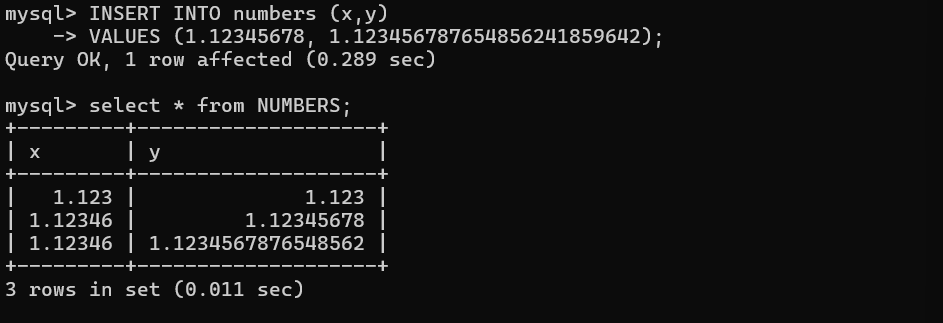 mysql> INSERT INTO numbers (x,y)
    -> VALUES (1.12345678, 1.1234567876548562418​59642);
Query OK, 1 row affected (0.289 sec)

mysql> select * from NUMBERS;
+---------+--------------------+
| x       | y                  |
+---------+--------------------+
|   1.123 |              1.123 |
| 1.12346 |         1.12345678 |
| 1.12346 | 1.1234567876548562 |
+---------+--------------------+
3 rows in set (0.011 sec)